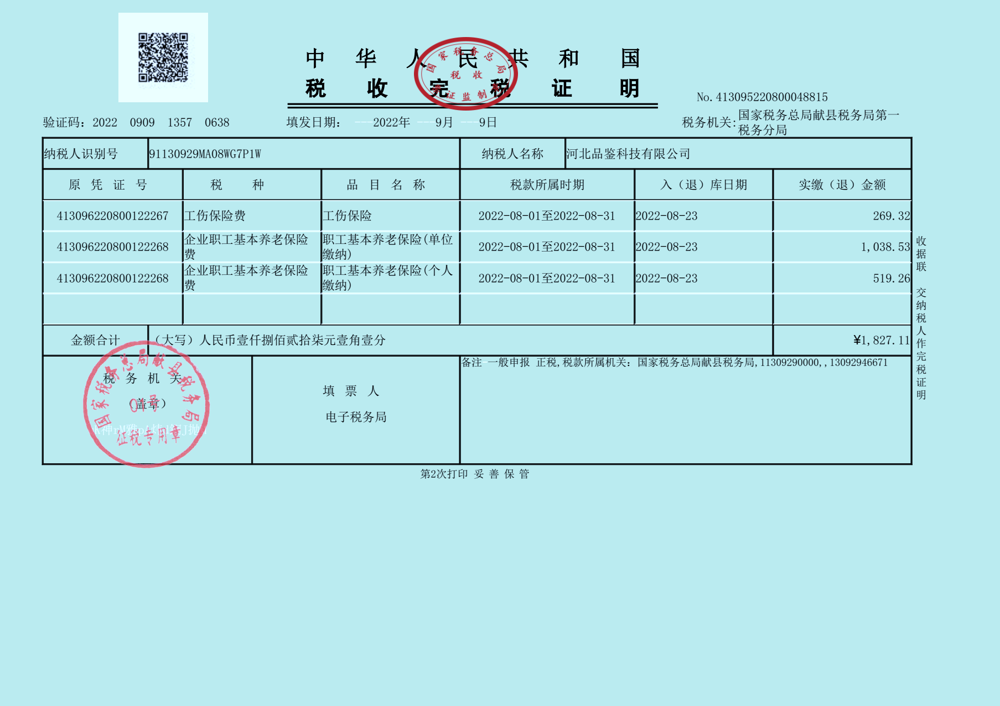 中华人民共和国
国家税务总局
税收
税收完税证明
票证监制章
No.413095220800048815
验证码：2022 0909 1357 0638 填发日期： 2022年 9月 9日 税务机关:国家税务总局献县税务局第一
税务分局
纳税人识别号 91130929MA08WG7P1W 纳税人名称 河北品鉴科技有限公司
原凭证号 税种 品目名称 税款所属时期 入（退）库日期 实缴（退）金额
413096220800122267 工伤保险费 工伤保险 2022-08-01至2022-08-31 2022-08-23 269.32
413096220800122268 企业职工基本养老保险费 职工基本养老保险(单位缴纳) 2022-08-01至2022-08-31 2022-08-23 1,038.53
413096220800122268 企业职工基本养老保险费 职工基本养老保险(个人缴纳) 2022-08-01至2022-08-31 2022-08-23 519.26
金额合计 （大写）人民币壹仟捌佰贰拾柒元壹角壹分 ¥1,827.11
税务机关
（盖章）
国家税务总局献县税务局
01号
征税专用章
填票人
电子税务局
备注 一般申报 正税,税款所属机关：国家税务总局献县税务局,11309290000,,13092946671
收据联 交纳税人作完税证明
第2次打印 妥善保管